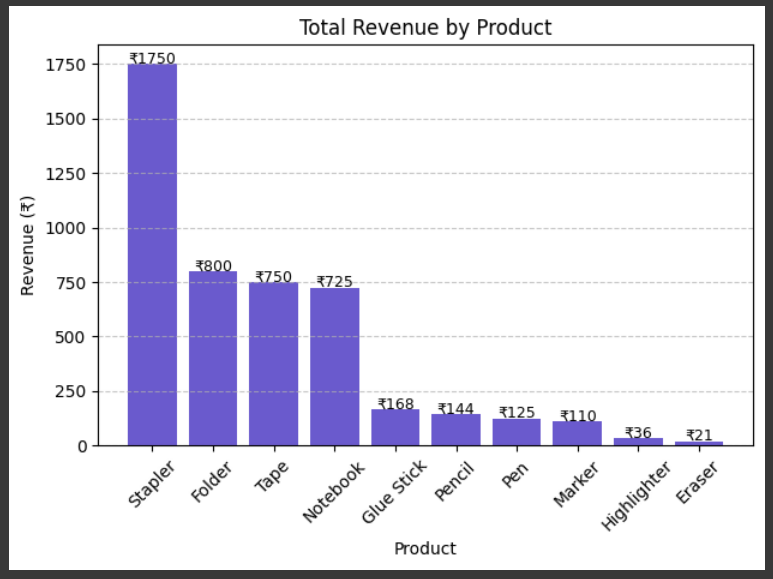 Total Revenue by Product
Revenue (₹)
1750
1500
1250
1000
750
500
250
0
₹1750
₹800
₹750
₹725
₹168
₹144
₹125
₹110
₹36
₹21
Stapler
Folder
Tape
Notebook
Glue Stick
Pencil
Pen
Marker
Highlighter
Eraser
Product